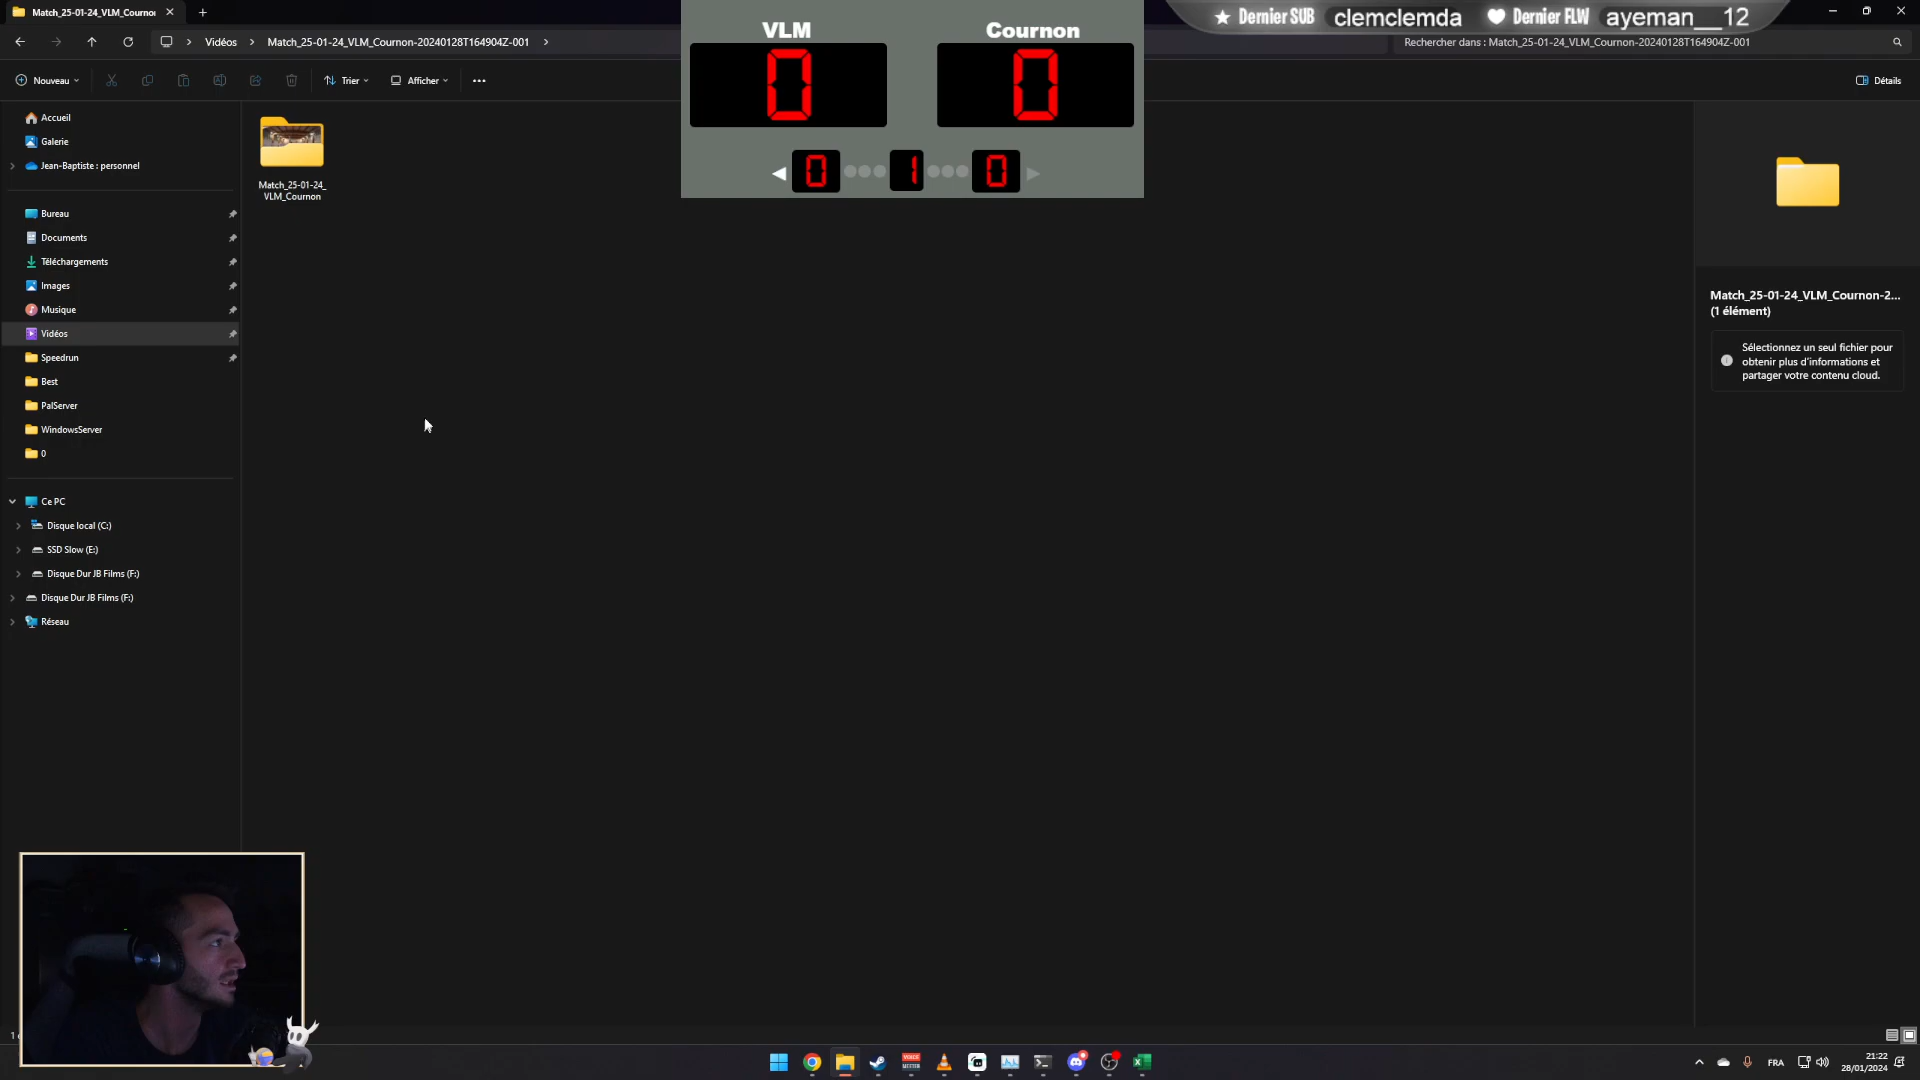 Match_25-01-24_VLM_Cournon
Vidéos
Match_25-01-24_VLM_Cournon-20240128T164904Z-001
Rechercher dans : Match_25-01-24_VLM_Cournon-20240128T164904Z-001
Dernier SUB clemclemda Dernier FLW ayeman__12
Nouveau
Trier
Afficher
Détails
VLM Cournon
0 0
0 1 0
Accueil
Galerie
Jean-Baptiste : personnel
Bureau
Documents
Téléchargements
Images
Musique
Vidéos
Speedrun
Best
PalServer
WindowsServer
0
Ce PC
Disque local (C:)
SSD Slow (E:)
Disque Dur JB Films (F:)
Disque Dur JB Films (F:)
Réseau
Match_25-01-24_
VLM_Cournon
Match_25-01-24_VLM_Cournon-2...
(1 élément)
Sélectionnez un seul fichier pour
obtenir plus d'informations et
partager votre contenu cloud.
VOICE
MEETER
FRA
21:22
28/01/2024